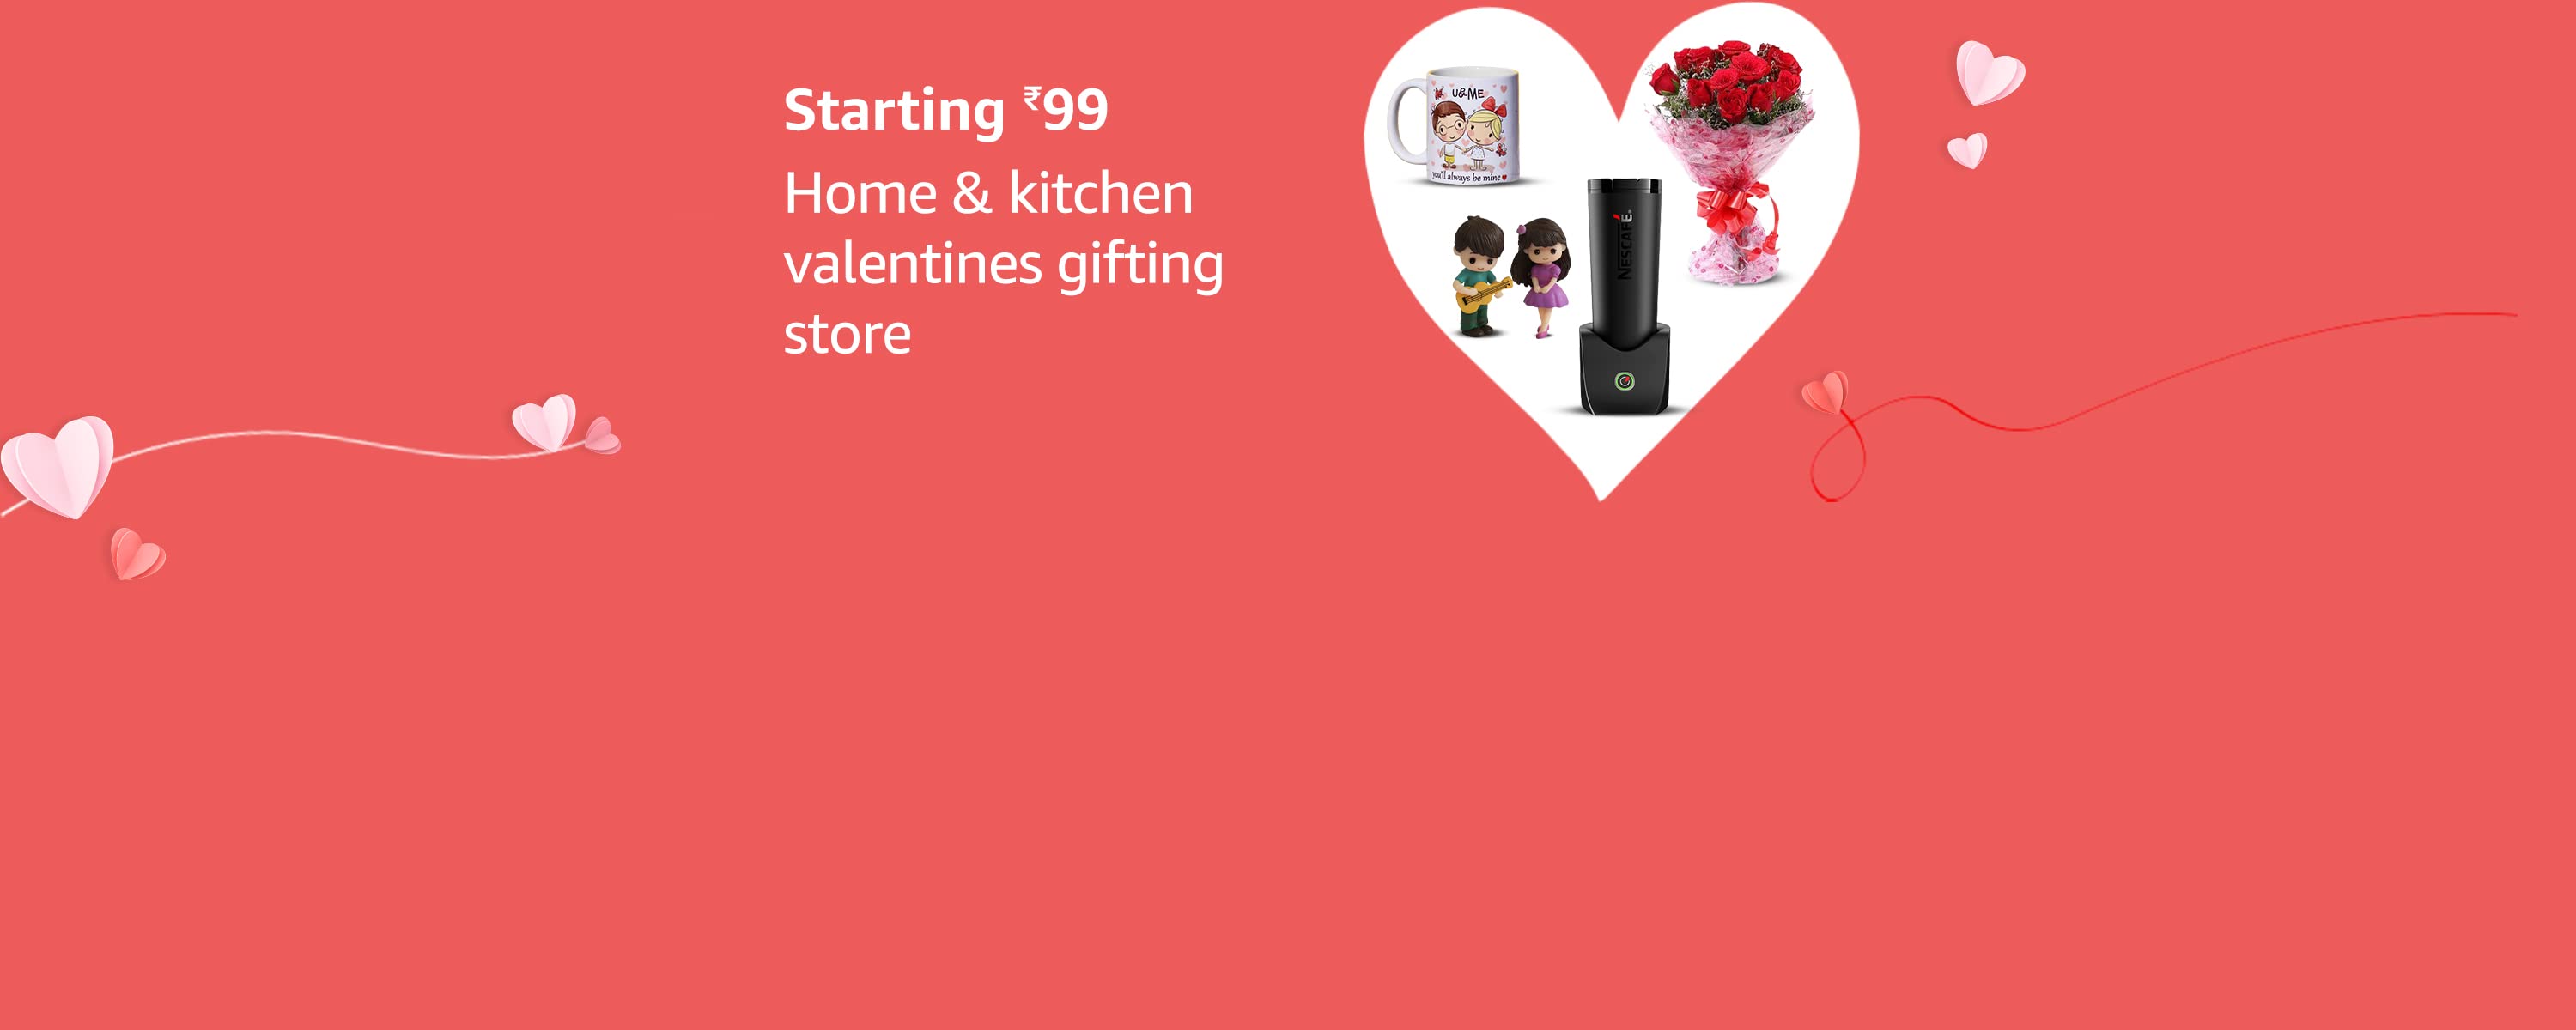 Starting ₹99
Home & kitchen
valentines gifting
store
U&ME
you'll always be mine
NESCAFÉ